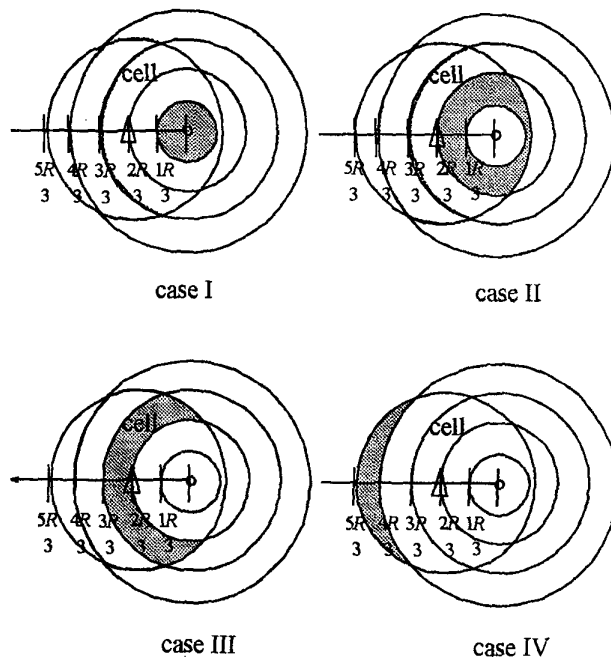 cell
5R 4R 3R 2R 1R
3 3 3 3 3
case I
cell
5R 4R 3R 2R 1R
3 3 3 3 3
case II
cell
5R 4R 3R 2R 1R
3 3 3 3 3
case III
cell
5R 4R 3R 2R 1R
3 3 3 3 3
case IV